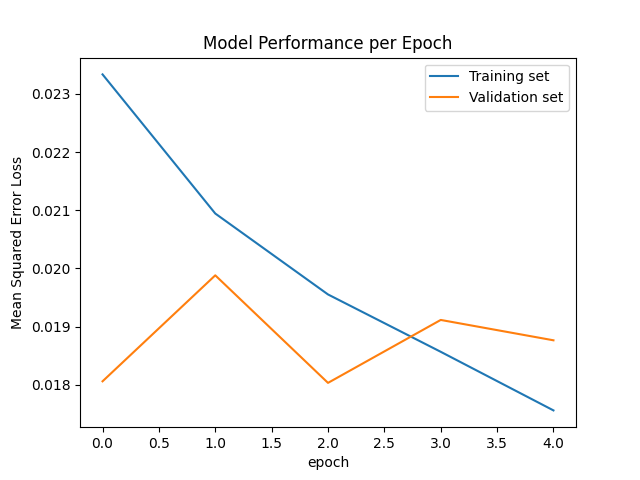 Model Performance per Epoch
Training set
Validation set
0.023
0.022
0.021
0.020
0.019
0.018
Mean Squared Error Loss
0.0 0.5 1.0 1.5 2.0 2.5 3.0 3.5 4.0
epoch